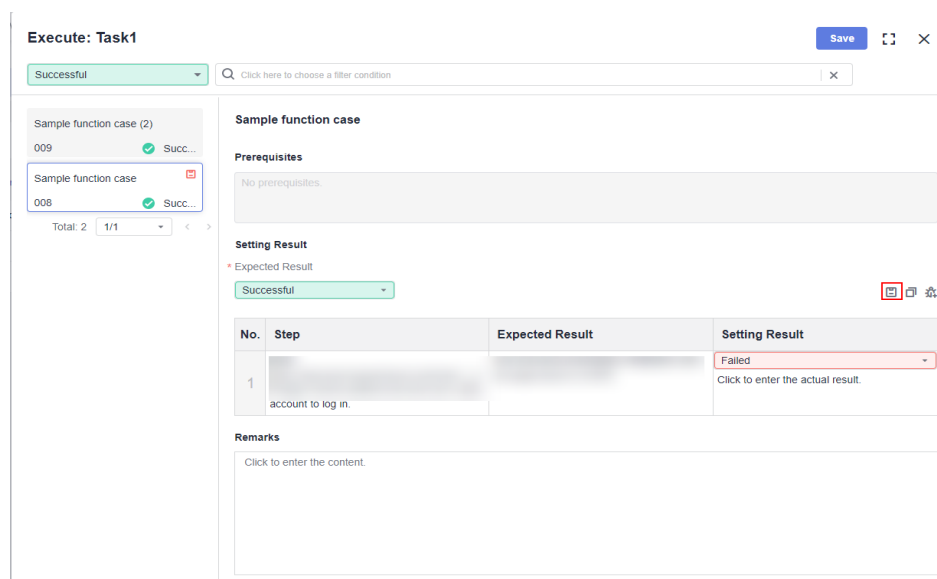 Execute: Task1
Save
Successful
Click here to choose a filter condition
Sample function case (2)
009 Succ...
Sample function case
008 Succ...
Total: 2 1/1
Sample function case
Prerequisites
No prerequisites.
Setting Result
* Expected Result
Successful
No. Step Expected Result Setting Result
1
Failed
Click to enter the actual result.
account to log in.
Remarks
Click to enter the content.